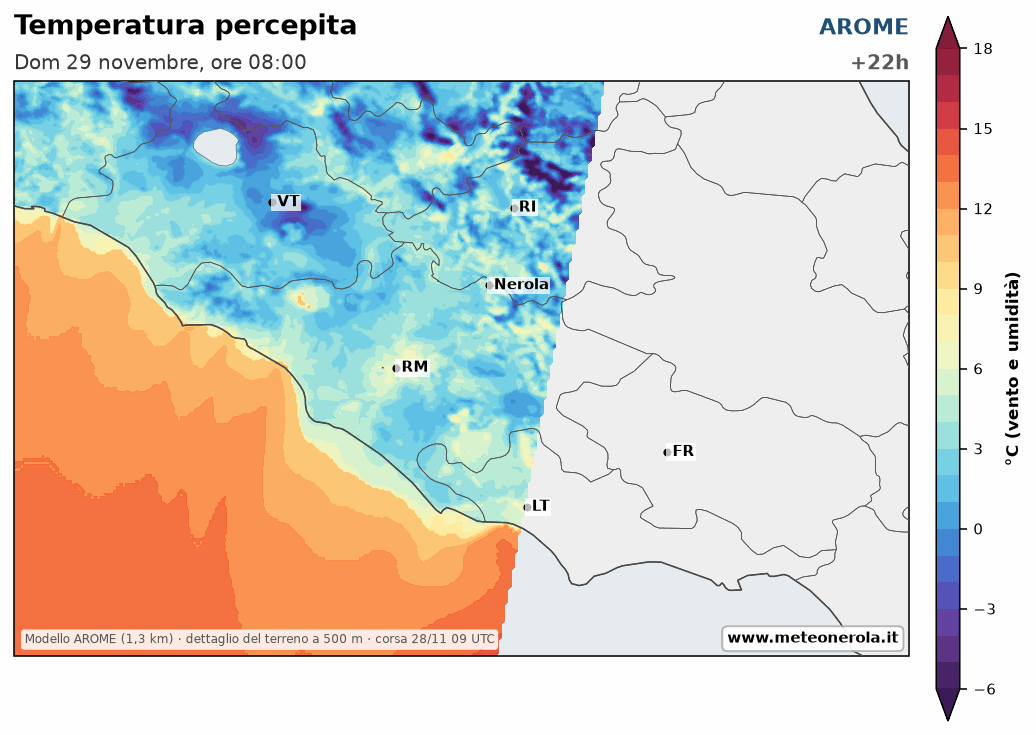 Temperatura percepita
AROME
Dom 29 novembre, ore 08:00
+22h
VT
RI
Nerola
RM
FR
LT
Modello AROME (1,3 km) · dettaglio del terreno a 500 m · corsa 28/11 09 UTC
www.meteonerola.it
18
15
12
9
6
3
0
−3
−6
°C (vento e umidità)